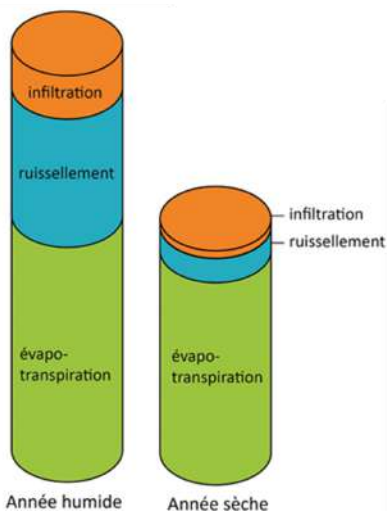 infiltration
ruissellement
évapo-
transpiration
Année humide
infiltration
ruissellement
évapo-
transpiration
Année sèche